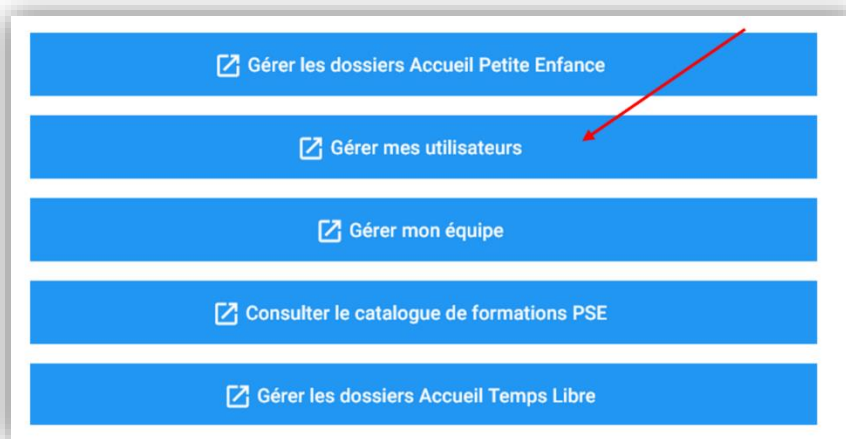 Gérer les dossiers Accueil Petite Enfance
Gérer mes utilisateurs
Gérer mon équipe
Consulter le catalogue de formations PSE
Gérer les dossiers Accueil Temps Libre